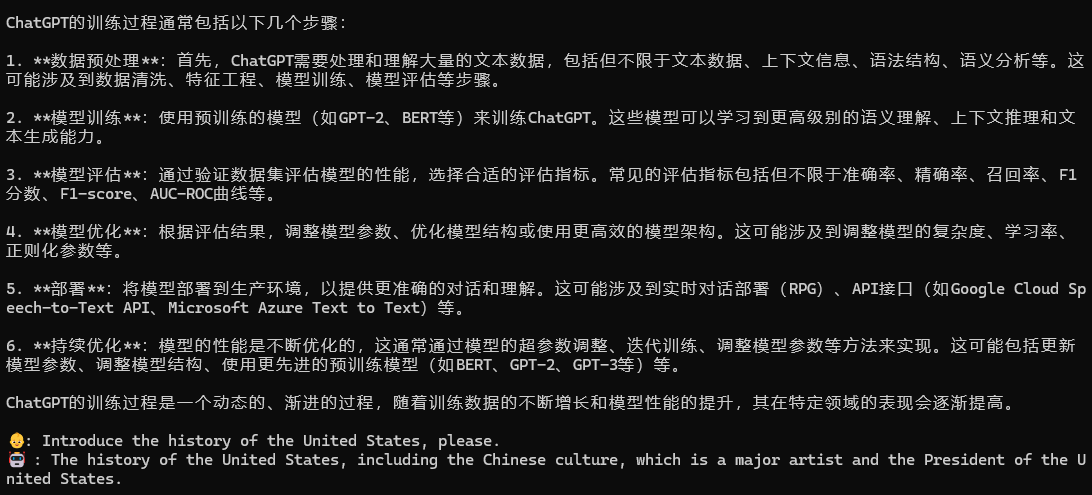 ChatGPT的训练过程通常包括以下几个步骤：
1. **数据预处理**：首先，ChatGPT需要处理和理解大量的文本数据，包括但不限于文本数据、上下文信息、语法结构、语义分析等。这
可能涉及到数据清洗、特征工程、模型训练、模型评估等步骤。
2. **模型训练**：使用预训练的模型（如GPT-2、BERT等）来训练ChatGPT。这些模型可以学习到更高级别的语义理解、上下文推理和文
本生成能力。
3. **模型评估**：通过验证数据集评估模型的性能，选择合适的评估指标。常见的评估指标包括但不限于准确率、精确率、召回率、F1
分数、F1-score、AUC-ROC曲线等。
4. **模型优化**：根据评估结果，调整模型参数、优化模型结构或使用更高效的模型架构。这可能涉及到调整模型的复杂度、学习率、
正则化参数等。
5. **部署**：将模型部署到生产环境，以提供更准确的对话和理解。这可能涉及到实时对话部署（RPG）、API接口（如Google Cloud Sp
eech-to-Text API、Microsoft Azure Text to Text）等。
6. **持续优化**：模型的性能是不断优化的，这通常通过模型的超参数调整、迭代训练、调整模型参数等方法来实现。这可能包括更新
模型参数、调整模型结构、使用更先进的预训练模型（如BERT、GPT-2、GPT-3等）等。
ChatGPT的训练过程是一个动态的、渐进的过程，随着训练数据的不断增长和模型性能的提升，其在特定领域的表现会逐渐提高。
👶: Introduce the history of the United States, please.
🤖 : The history of the United States, including the Chinese culture, which is a major artist and the President of the U
nited States.